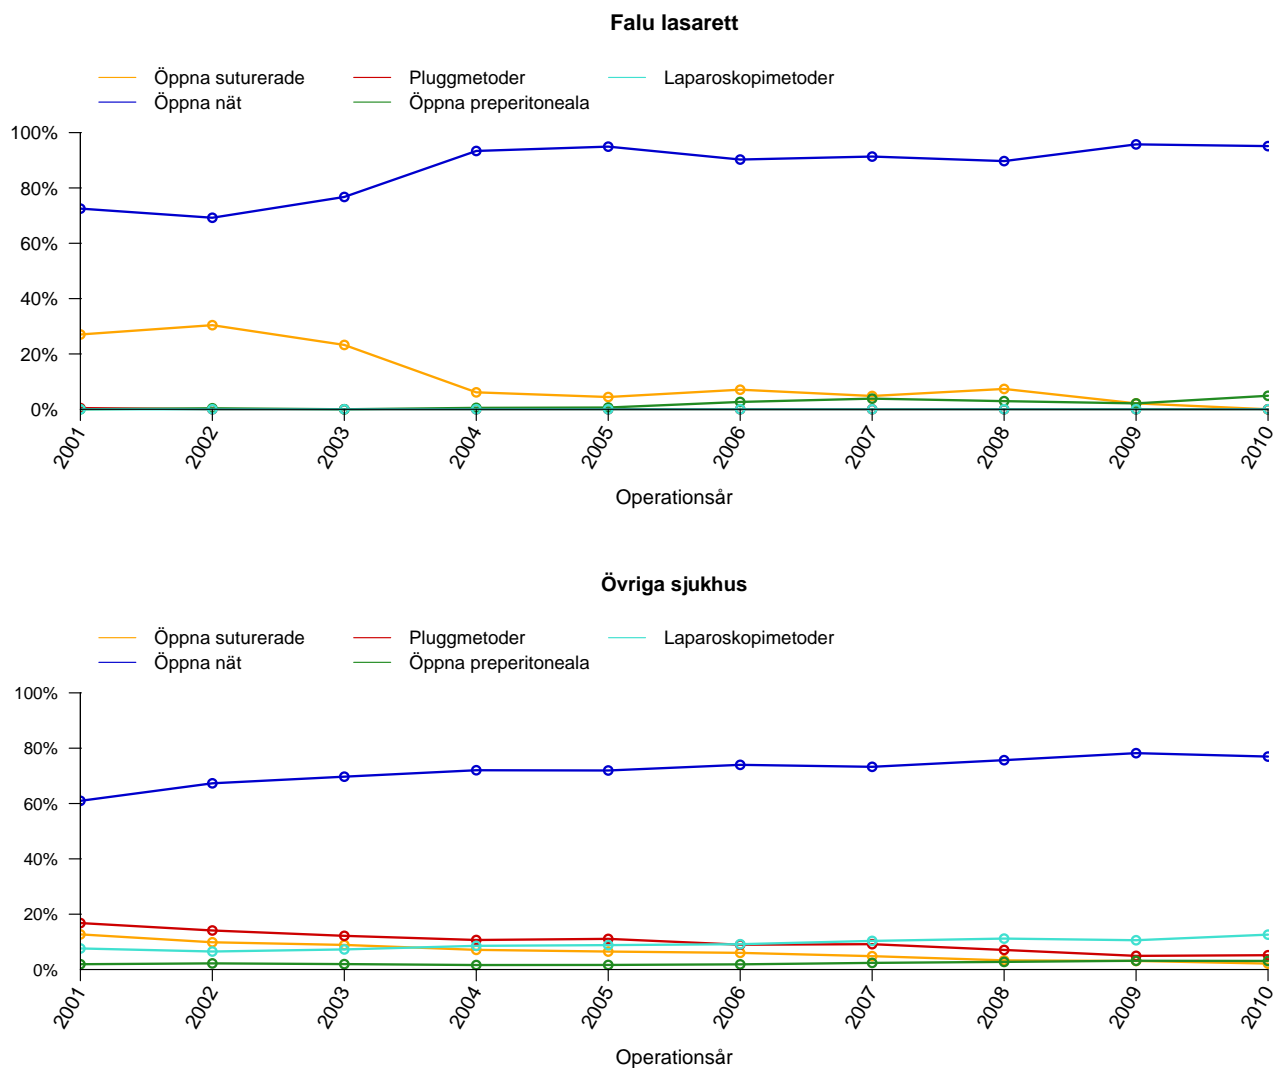 Falu lasarett
Öppna suturerade Pluggmetoder Laparoskopimetoder
Öppna nät Öppna preperitoneala
100%
80%
60%
40%
20%
0%
2001 2002 2003 2004 2005 2006 2007 2008 2009 2010
Operationsår
Övriga sjukhus
Öppna suturerade Pluggmetoder Laparoskopimetoder
Öppna nät Öppna preperitoneala
100%
80%
60%
40%
20%
0%
2001 2002 2003 2004 2005 2006 2007 2008 2009 2010
Operationsår